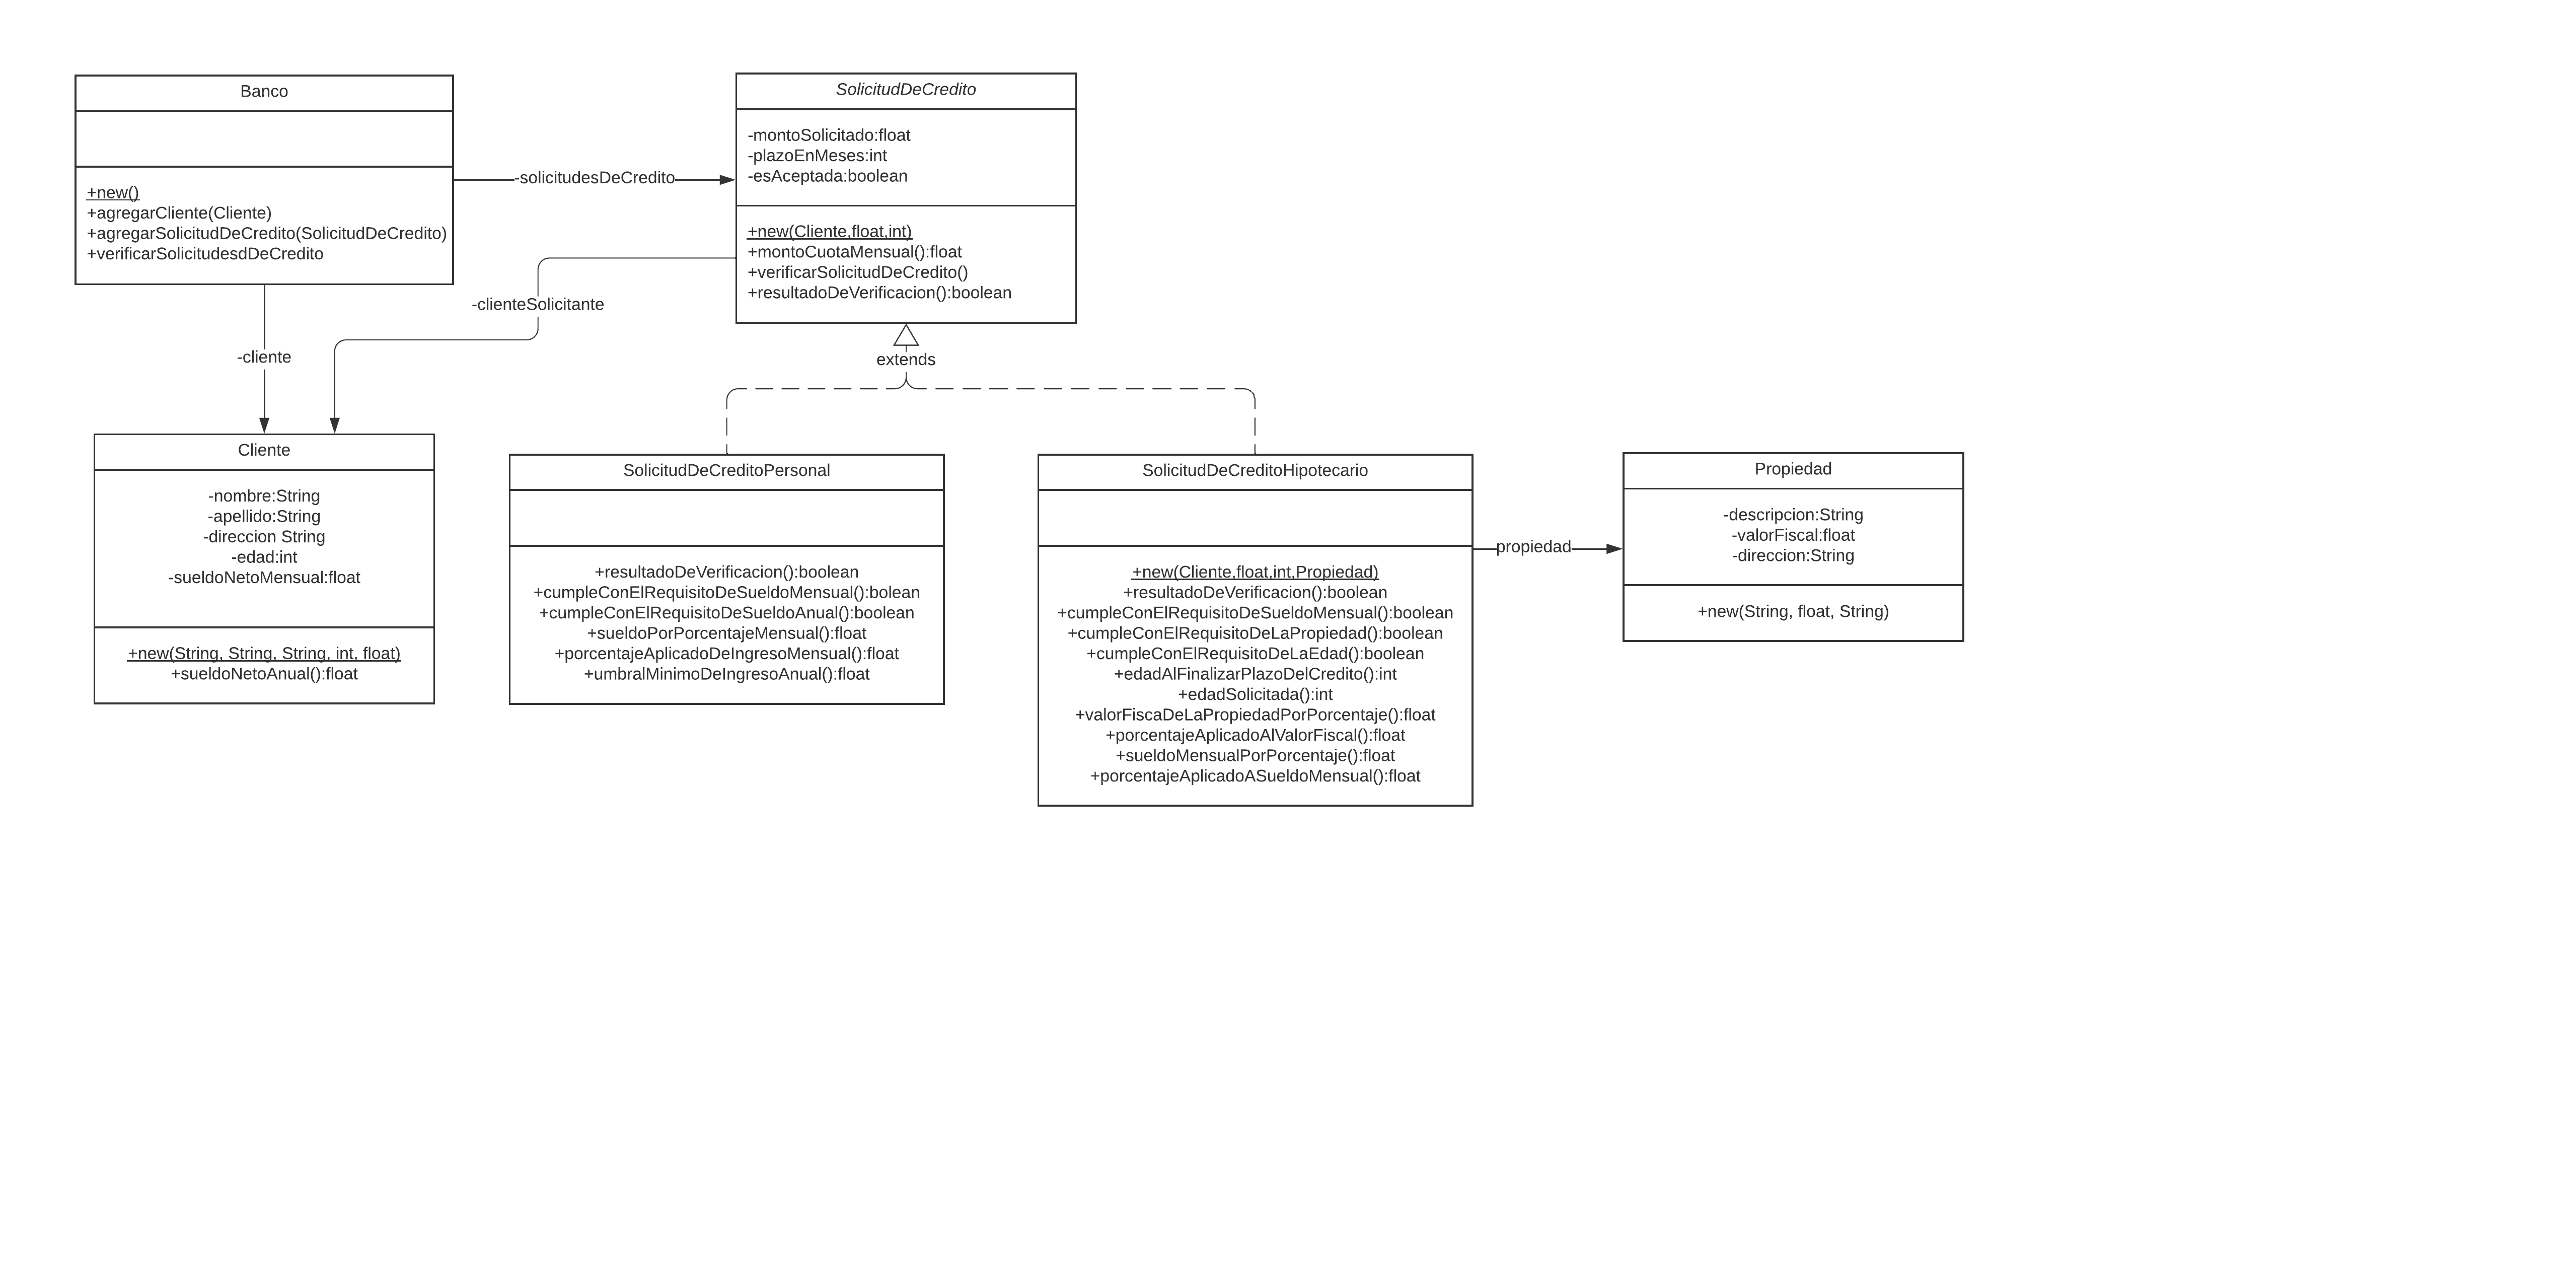 Banco
+new()
+agregarCliente(Cliente)
+agregarSolicitudDeCredito(SolicitudDeCredito)
+verificarSolicitudesdDeCredito
-solicitudesDeCredito
SolicitudDeCredito
-montoSolicitado:float
-plazoEnMeses:int
-esAceptada:boolean
+new(Cliente,float,int)
+montoCuotaMensual():float
+verificarSolicitudDeCredito()
+resultadoDeVerificacion():boolean
-clienteSolicitante
-cliente
extends
Cliente
-nombre:String
-apellido:String
-direccion String
-edad:int
-sueldoNetoMensual:float
+new(String, String, String, int, float)
+sueldoNetoAnual():float
SolicitudDeCreditoPersonal
+resultadoDeVerificacion():boolean
+cumpleConElRequisitoDeSueldoMensual():bolean
+cumpleConElRequisitoDeSueldoAnual():bolean
+sueldoPorPorcentajeMensual():float
+porcentajeAplicadoDeIngresoMensual():float
+umbralMinimoDeIngresoAnual():float
SolicitudDeCreditoHipotecario
+new(Cliente,float,int,Propiedad)
+resultadoDeVerificacion():boolean
+cumpleConElRequisitoDeSueldoMensual():boolean
+cumpleConElRequisitoDeLaPropiedad():boolean
+cumpleConElRequisitoDeLaEdad():boolean
+edadAlFinalizarPlazoDelCredito():int
+edadSolicitada():int
+valorFiscaDeLaPropiedadPorPorcentaje():float
+porcentajeAplicadoAlValorFiscal():float
+sueldoMensualPorPorcentaje():float
+porcentajeAplicadoASueldoMensual():float
propiedad
Propiedad
-descripcion:String
-valorFiscal:float
-direccion:String
+new(String, float, String)